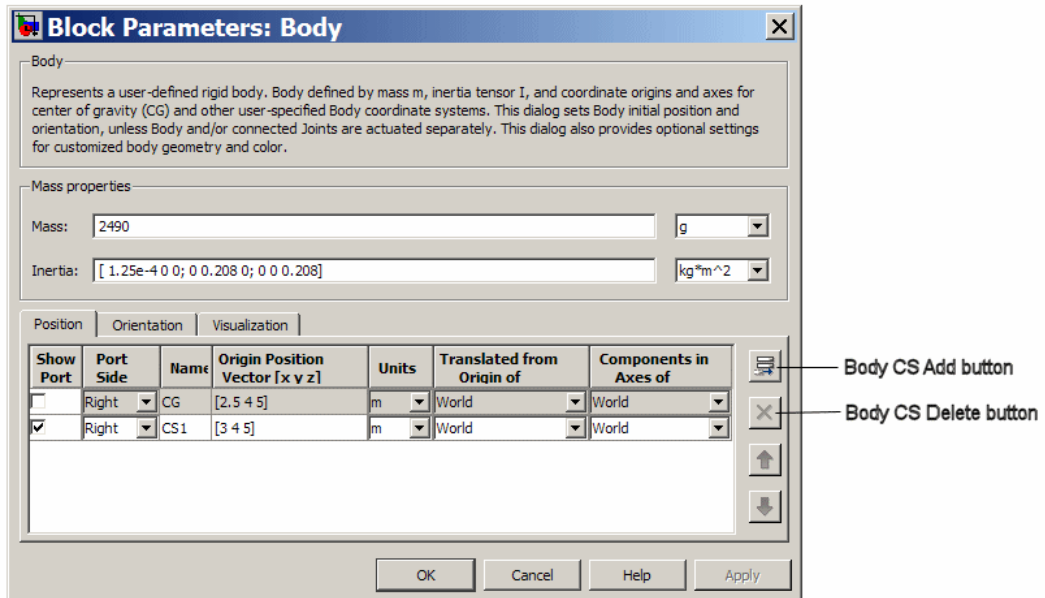 Block Parameters: Body
Body
Represents a user-defined rigid body. Body defined by mass m, inertia tensor I, and coordinate origins and axes for
center of gravity (CG) and other user-specified Body coordinate systems. This dialog sets Body initial position and
orientation, unless Body and/or connected Joints are actuated separately. This dialog also provides optional settings
for customized body geometry and color.
Mass properties
Mass: 2490 g
Inertia: [ 1.25e-4 0 0; 0 0.208 0; 0 0 0.208] kg*m^2
Position Orientation Visualization
Show Port Port Side Name Origin Position Vector [x y z] Units Translated from Origin of Components in Axes of
Right CG [2.5 4 5] m World World
Right CS1 [3 4 5] m World World
Body CS Add button
Body CS Delete button
OK Cancel Help Apply